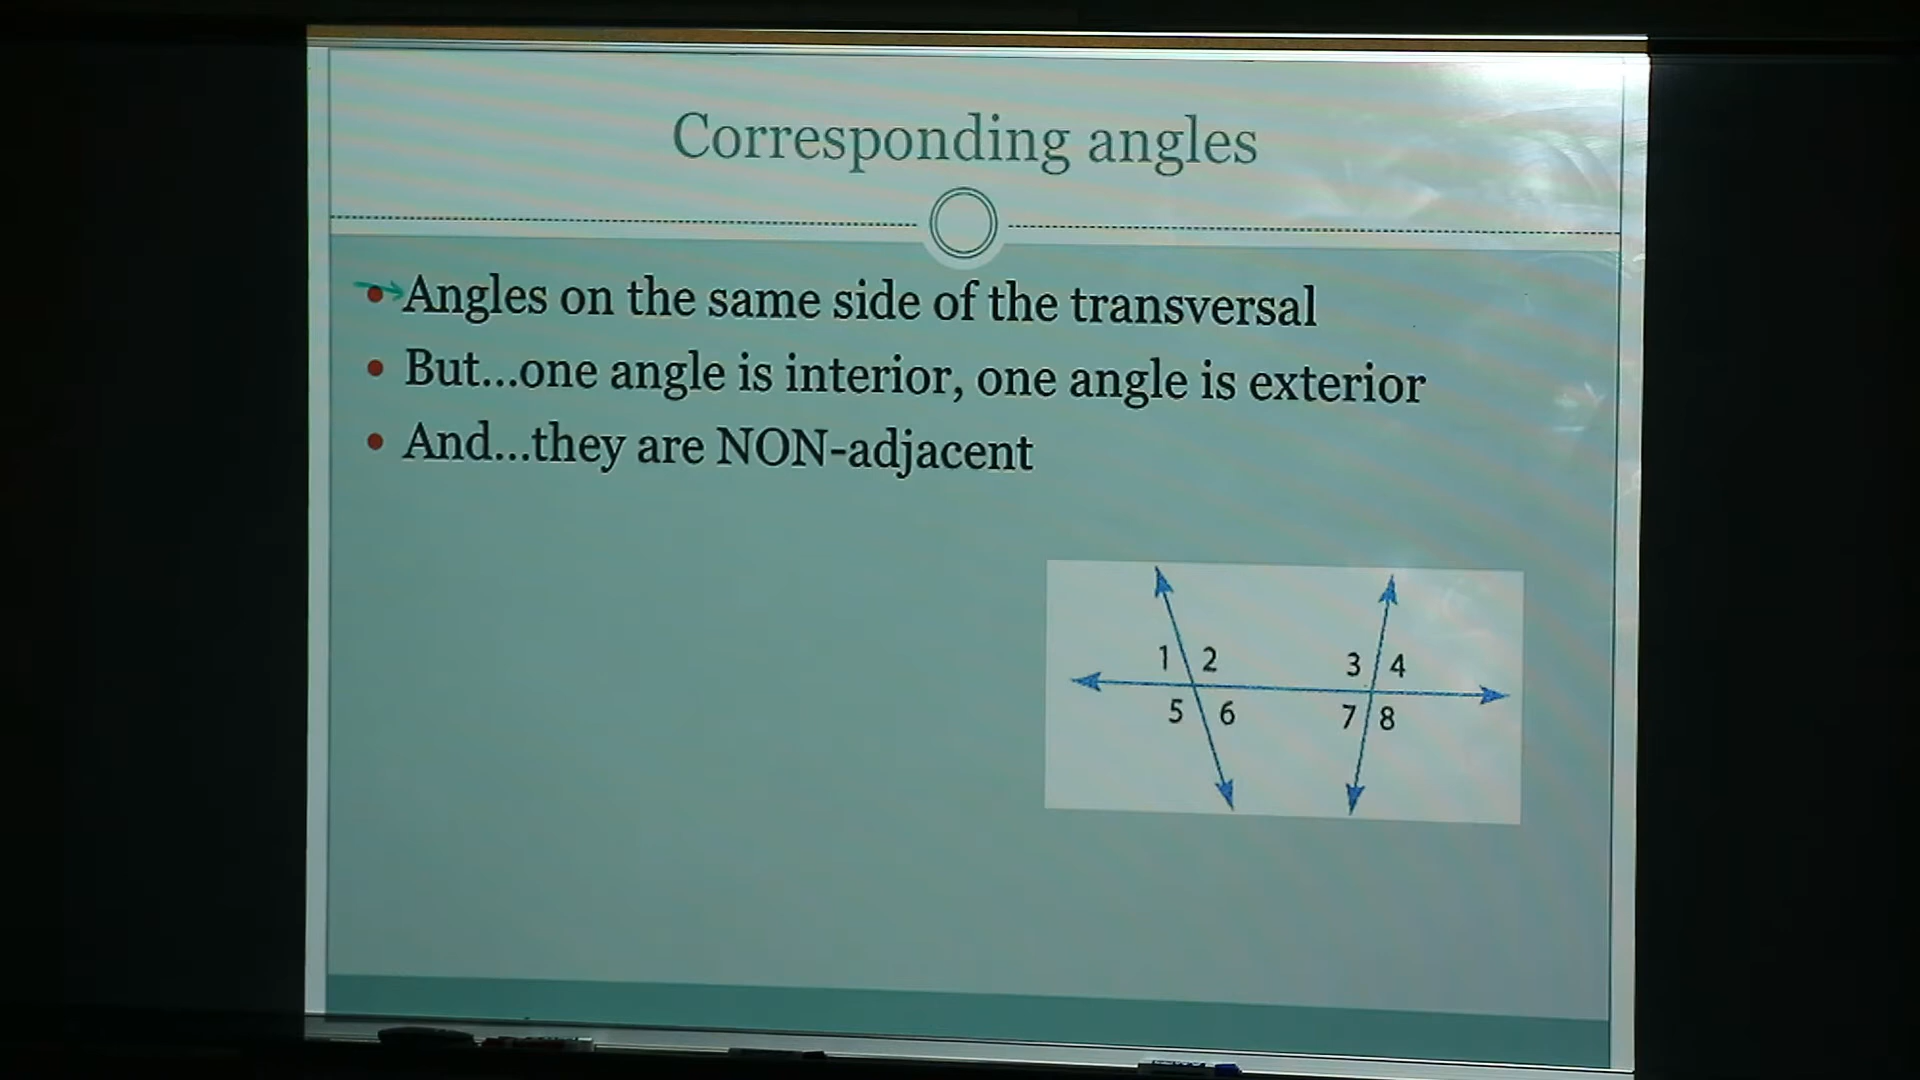 Corresponding angles
• Angles on the same side of the transversal
• But...one angle is interior, one angle is exterior
• And...they are NON-adjacent
1 2 3 4
5 6 7 8